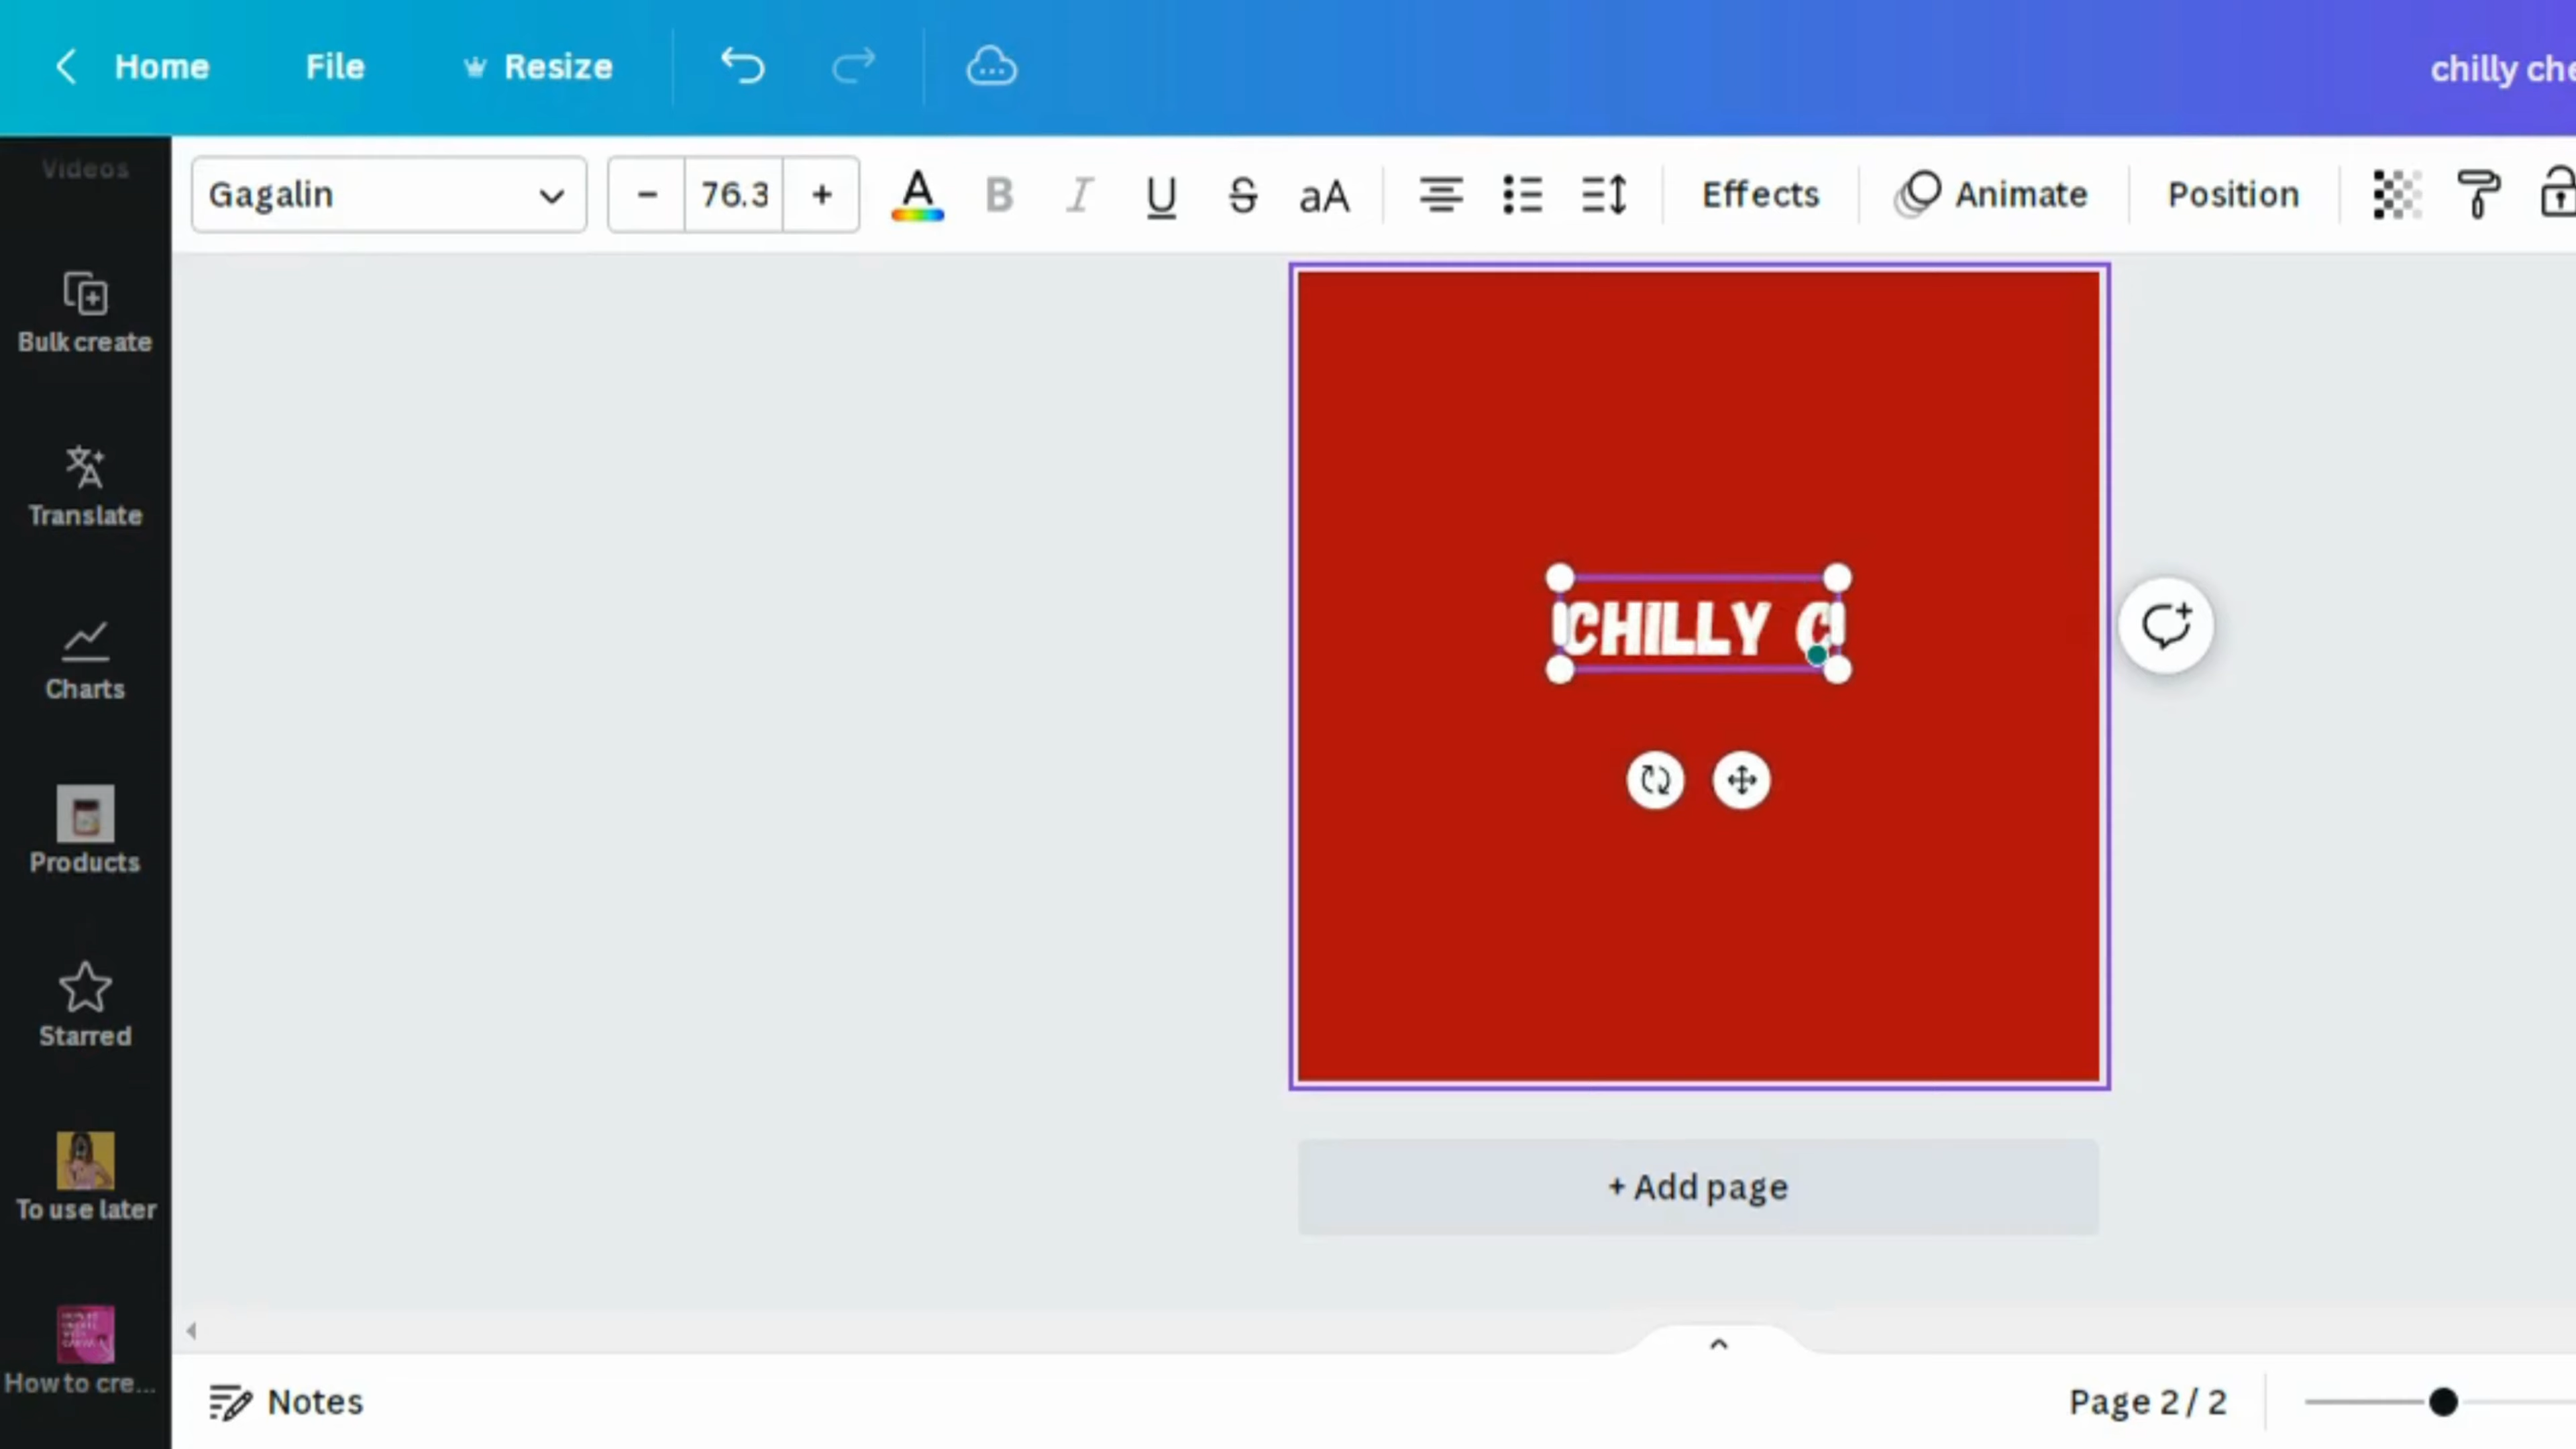 Home File Resize chilly che
Videos
Gagalin - 76.3 + A B I U S aA Effects Animate Position
Bulk create
Translate
Charts
Products
Starred
To use later
How to cre...
CHILLY C
+ Add page
Notes Page 2 / 2